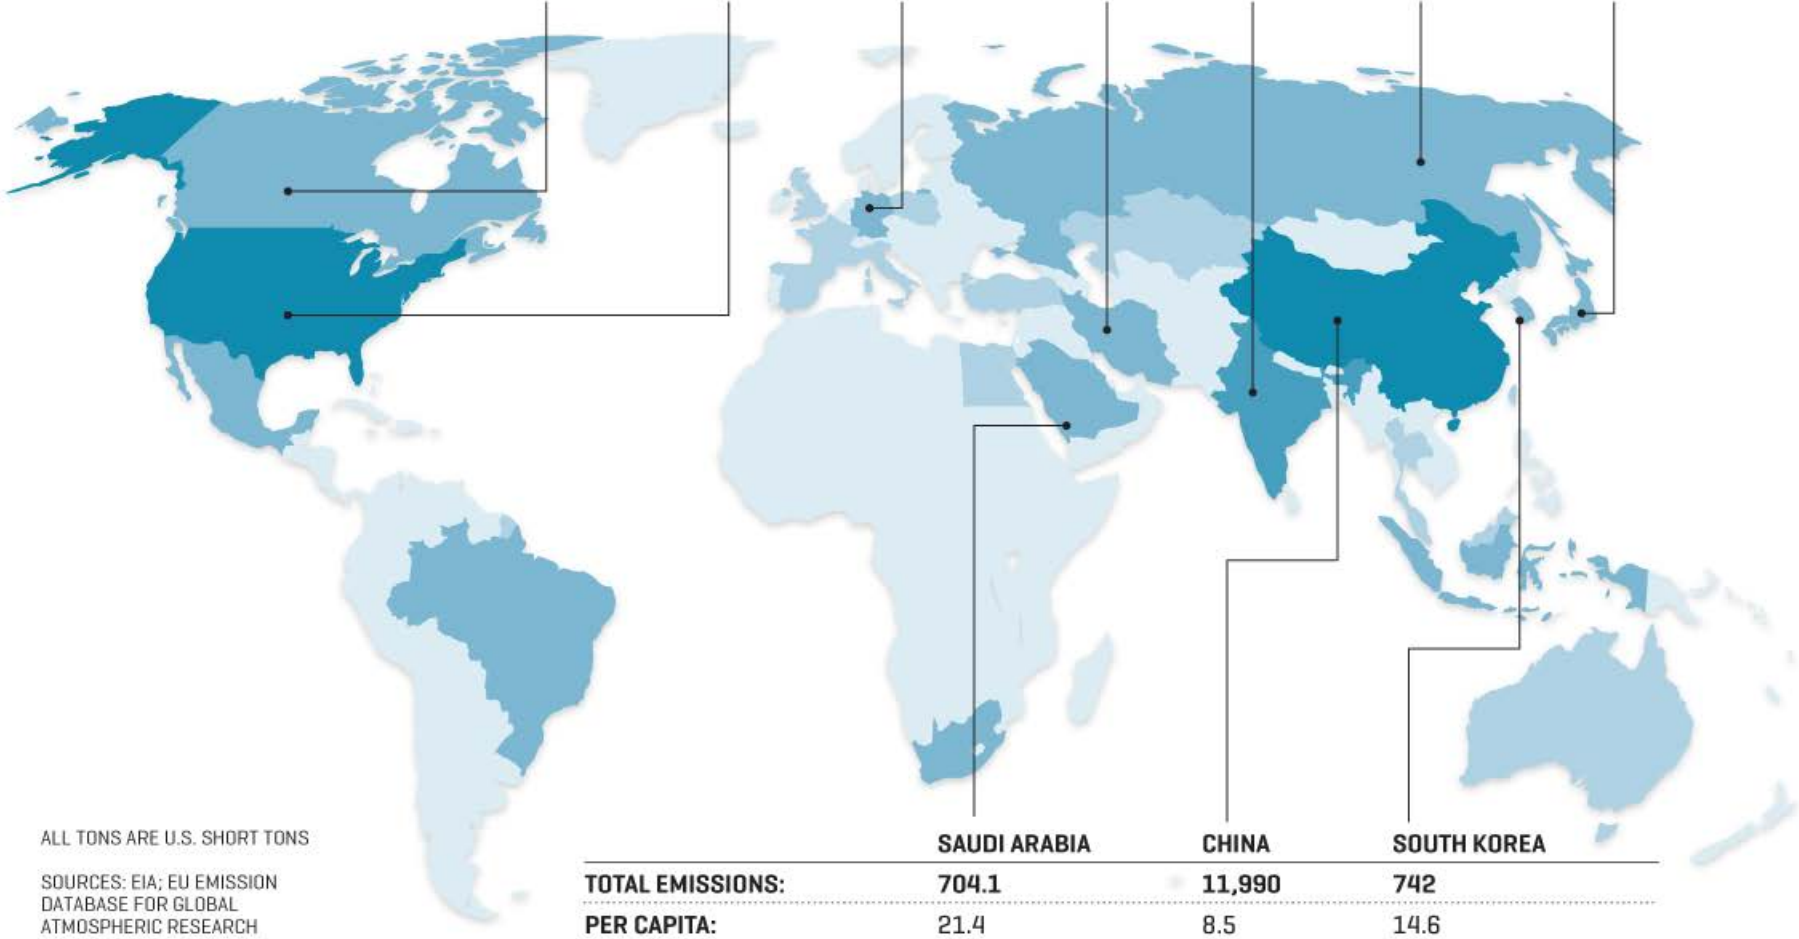 ALL TONS ARE U.S. SHORT TONS
SOURCES: EIA; EU EMISSION
DATABASE FOR GLOBAL
ATMOSPHERIC RESEARCH
SAUDI ARABIA CHINA SOUTH KOREA
TOTAL EMISSIONS: 704.1 11,990 742
PER CAPITA: 21.4 8.5 14.6